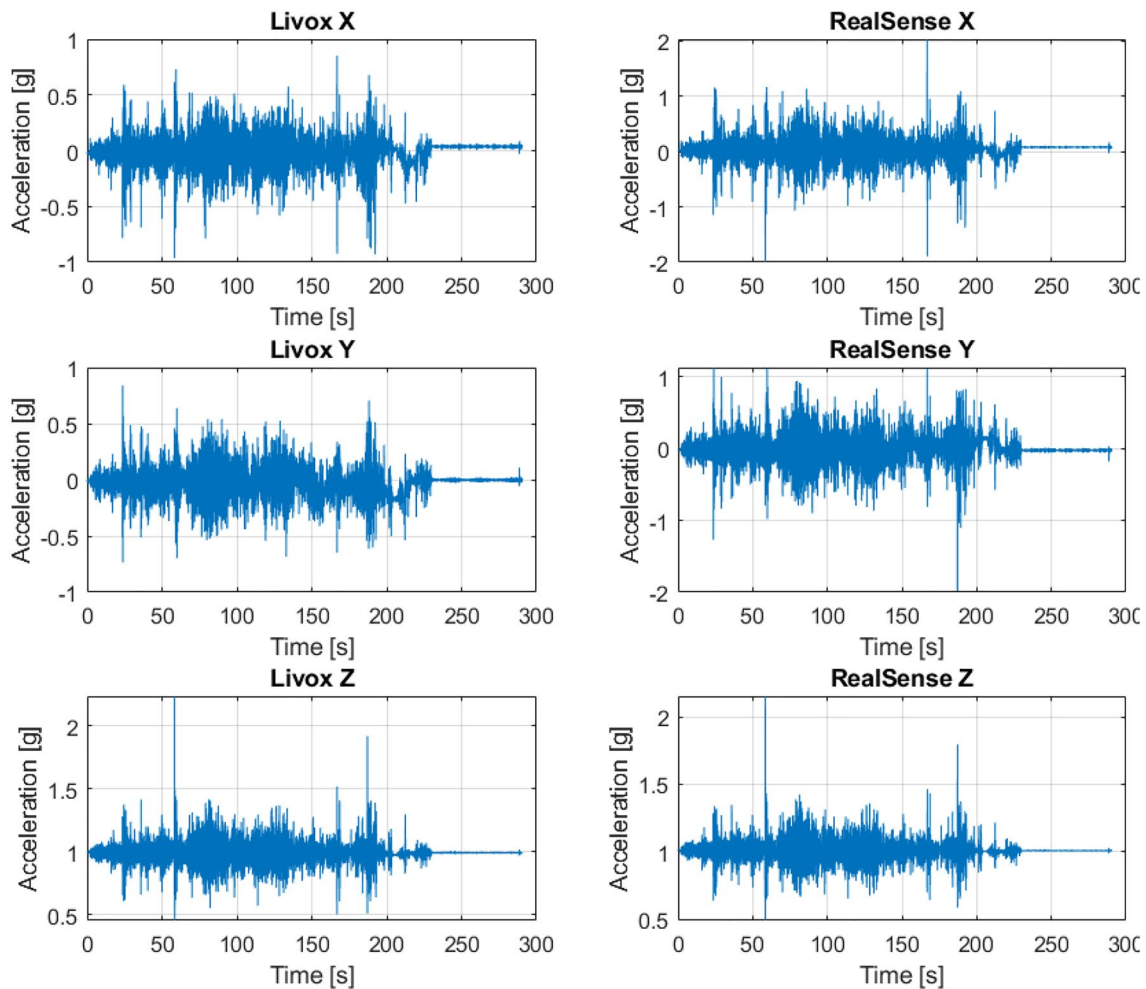 Livox X
Acceleration [g]
1
0.5
0
-0.5
-1
0 50 100 150 200 250 300
Time [s]
RealSense X
Acceleration [g]
2
1
0
-1
-2
0 50 100 150 200 250 300
Time [s]
Livox Y
Acceleration [g]
1
0.5
0
-0.5
-1
0 50 100 150 200 250 300
Time [s]
RealSense Y
Acceleration [g]
1
0
-1
-2
0 50 100 150 200 250 300
Time [s]
Livox Z
Acceleration [g]
2
1.5
1
0.5
0 50 100 150 200 250 300
Time [s]
RealSense Z
Acceleration [g]
2
1.5
1
0.5
0 50 100 150 200 250 300
Time [s]